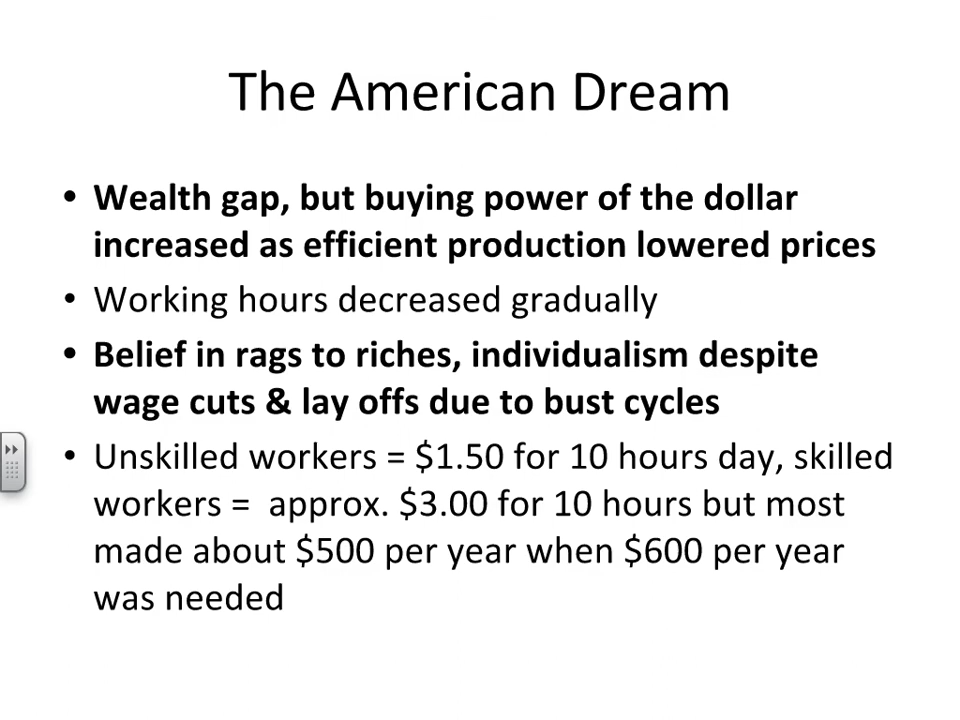 The American Dream
• Wealth gap, but buying power of the dollar
increased as efficient production lowered prices
• Working hours decreased gradually
• Belief in rags to riches, individualism despite
wage cuts & lay offs due to bust cycles
• Unskilled workers = $1.50 for 10 hours day, skilled
workers =  approx. $3.00 for 10 hours but most
made about $500 per year when $600 per year
was needed